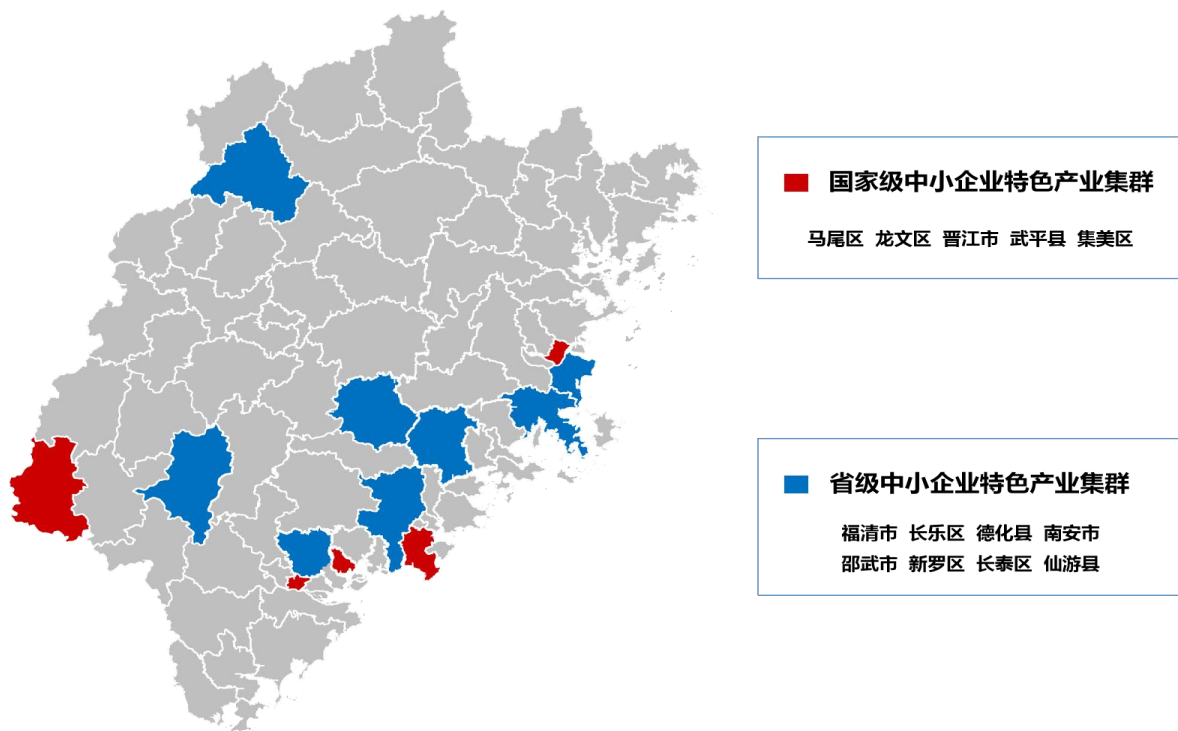 国家级中小企业特色产业集群
马尾区 龙文区 晋江市 武平县 集美区
省级中小企业特色产业集群
福清市 长乐区 德化县 南安市
邵武市 新罗区 长泰区 仙游县